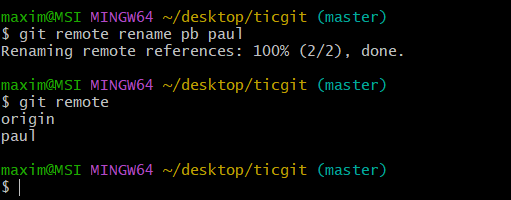 maxim@MSI MINGW64 ~/desktop/ticgit (master)
$ git remote rename pb paul
Renaming remote references: 100% (2/2), done.
maxim@MSI MINGW64 ~/desktop/ticgit (master)
$ git remote
origin
paul
maxim@MSI MINGW64 ~/desktop/ticgit (master)
$